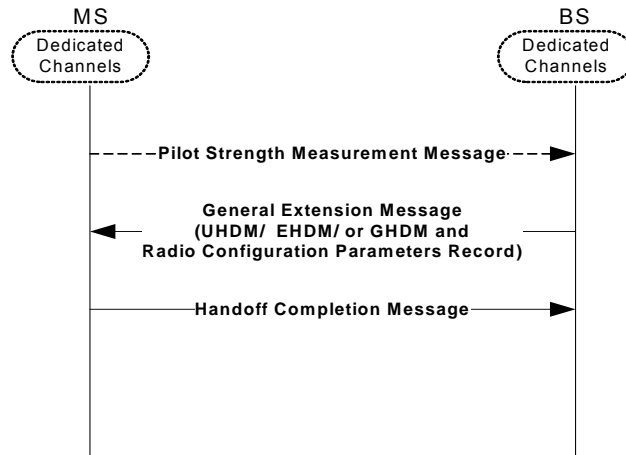 MS
BS
Dedicated
Channels
Dedicated
Channels
Pilot Strength Measurement Message
General Extension Message
(UHDM/ EHDM/ or GHDM and
Radio Configuration Parameters Record)
Handoff Completion Message